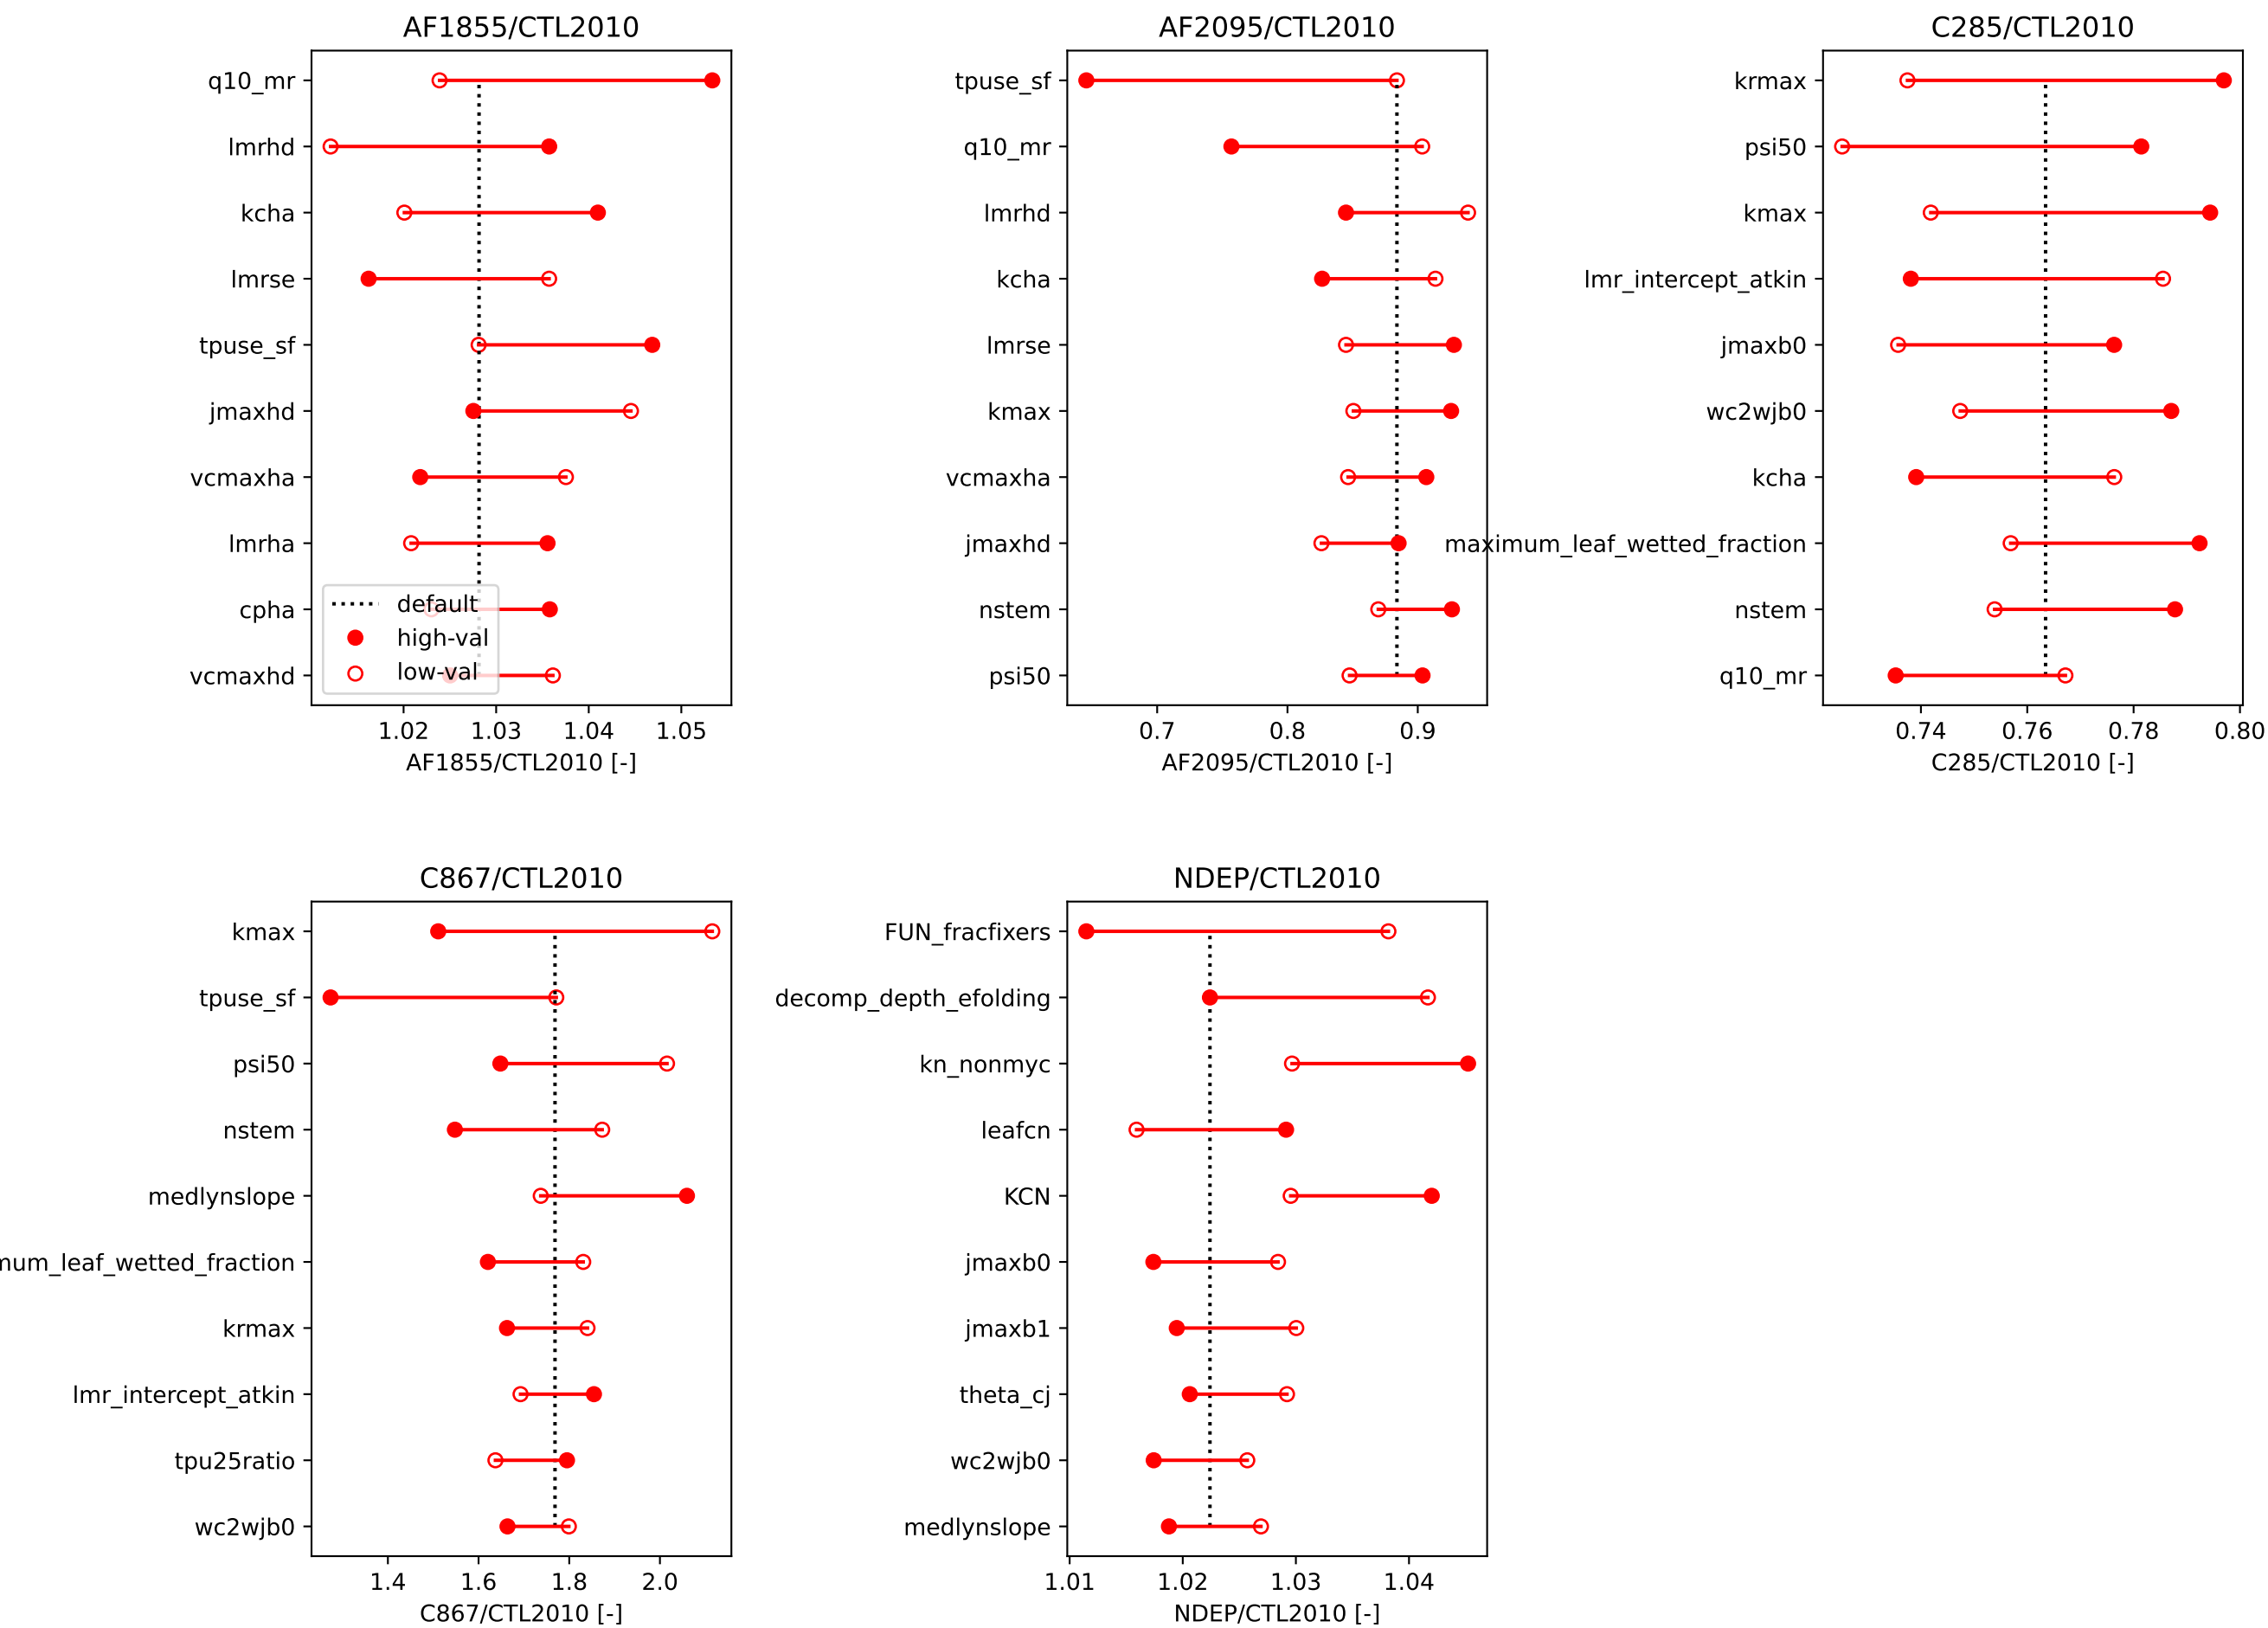 AF1855/CTL2010
q10_mr
lmrhd
kcha
lmrse
tpuse_sf
jmaxhd
vcmaxha
lmrha
cpha
vcmaxhd
default
high-val
low-val
1.02 1.03 1.04 1.05
AF1855/CTL2010 [-]
AF2095/CTL2010
tpuse_sf
q10_mr
lmrhd
kcha
lmrse
kmax
vcmaxha
jmaxhd
nstem
psi50
0.7 0.8 0.9
AF2095/CTL2010 [-]
C285/CTL2010
krmax
psi50
kmax
lmr_intercept_atkin
jmaxb0
wc2wjb0
kcha
maximum_leaf_wetted_fraction
nstem
q10_mr
0.74 0.76 0.78 0.80
C285/CTL2010 [-]
C867/CTL2010
kmax
tpuse_sf
psi50
nstem
medlynslope
mum_leaf_wetted_fraction
krmax
lmr_intercept_atkin
tpu25ratio
wc2wjb0
1.4 1.6 1.8 2.0
C867/CTL2010 [-]
NDEP/CTL2010
FUN_fracfixers
decomp_depth_efolding
kn_nonmyc
leafcn
KCN
jmaxb0
jmaxb1
theta_cj
wc2wjb0
medlynslope
1.01 1.02 1.03 1.04
NDEP/CTL2010 [-]